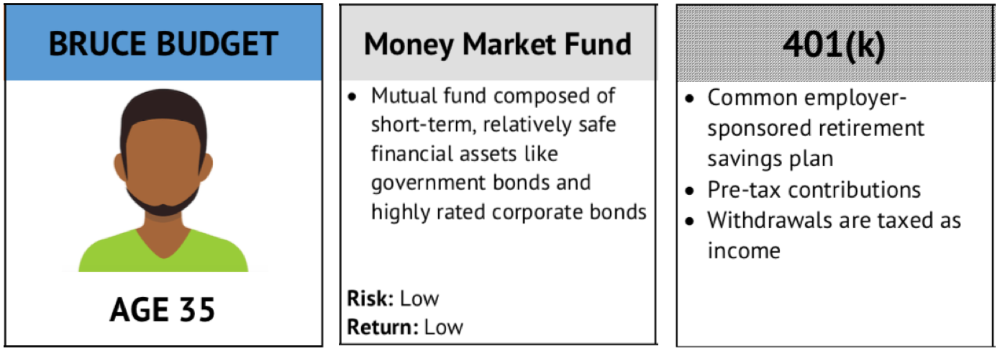 BRUCE BUDGET
AGE 35
Money Market Fund
• Mutual fund composed of
short-term, relatively safe
financial assets like
government bonds and
highly rated corporate bonds
Risk: Low
Return: Low
401(k)
• Common employer-
sponsored retirement
savings plan
• Pre-tax contributions
• Withdrawals are taxed as
income